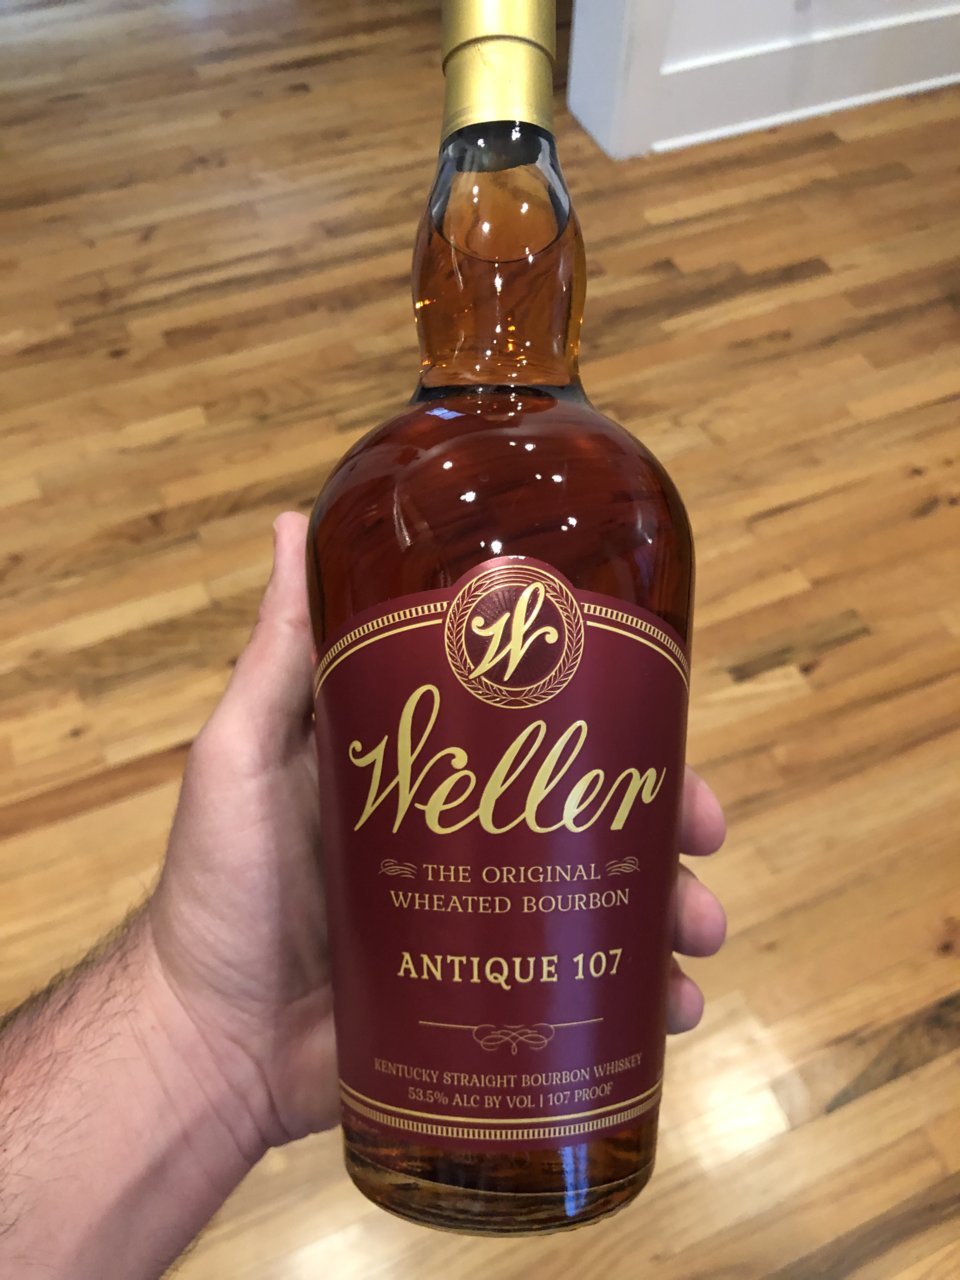 W
Weller
THE ORIGINAL
WHEATED BOURBON
ANTIQUE 107
KENTUCKY STRAIGHT BOURBON WHISKEY
53.5% ALC BY VOL | 107 PROOF